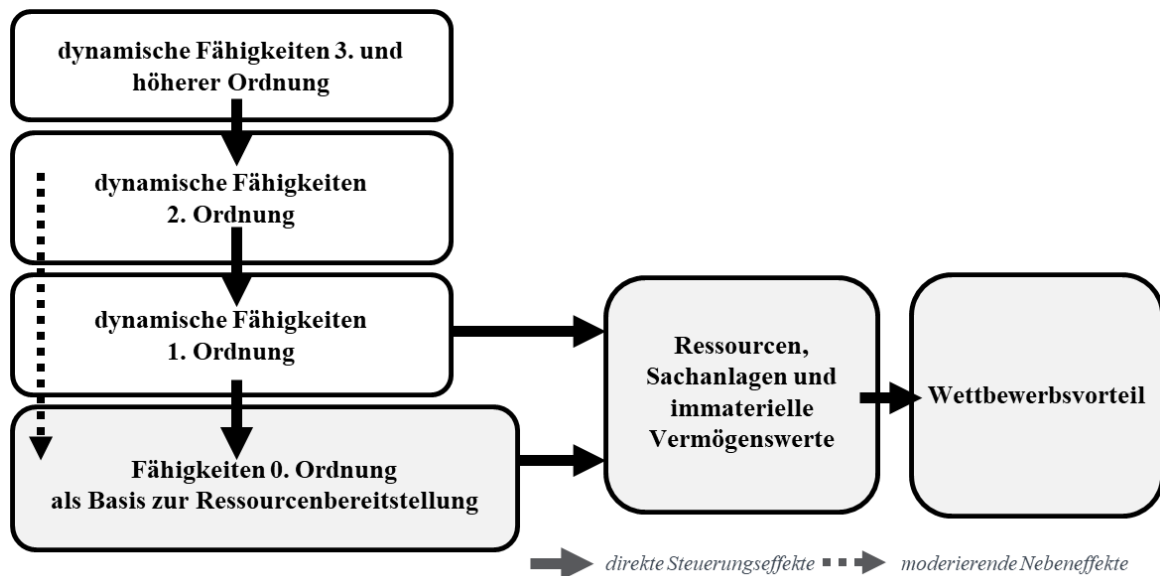 dynamische Fähigkeiten 3. und
höherer Ordnung
dynamische Fähigkeiten
2. Ordnung
dynamische Fähigkeiten
1. Ordnung
Fähigkeiten 0. Ordnung
als Basis zur Ressourcenbereitstellung
Ressourcen,
Sachanlagen und
immaterielle
Vermögenswerte
Wettbewerbsvorteil
direkte Steuerungseffekte
moderierende Nebeneffekte